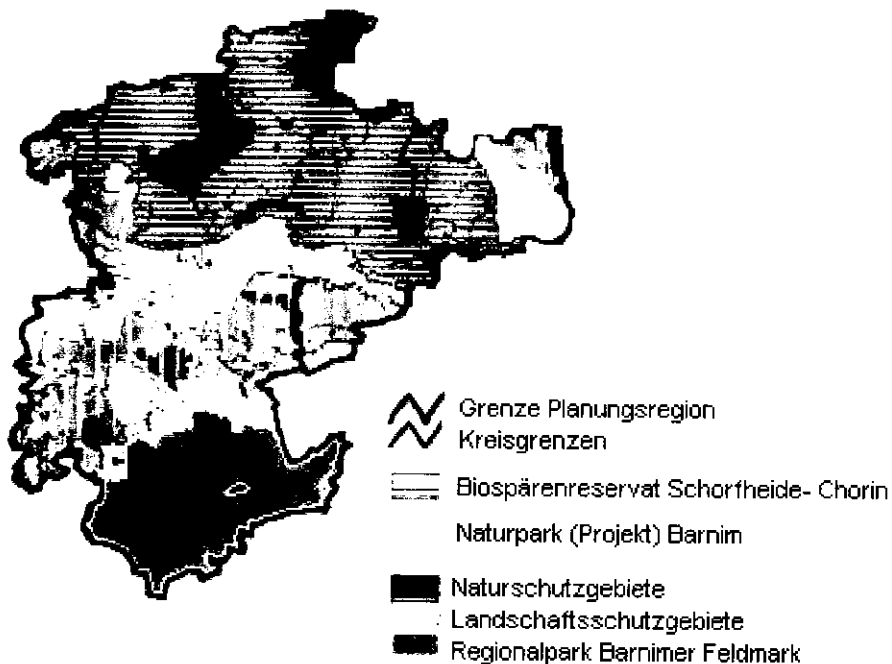 Grenze Planungsregion
Kreisgrenzen
Biospärenreservat Schorfheide- Chorin
Naturpark (Projekt) Barnim
Naturschutzgebiete
Landschaftsschutzgebiete
Regionalpark Barnimer Feldmark